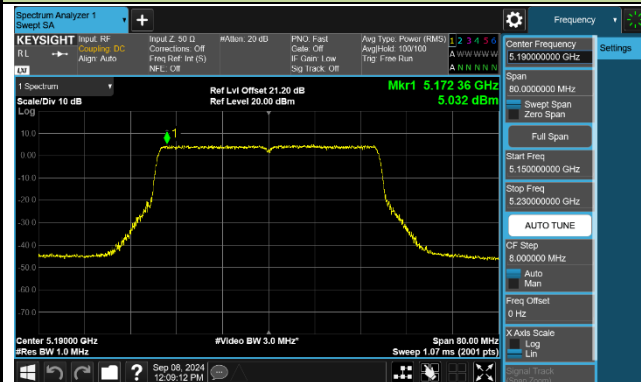 Spectrum Analyzer 1
Swept SA
Frequency
KEYSIGHT
RL
LXI
Input: RF
Coupling: DC
Align: Auto
Input Z: 50 Ω
Corrections: Off
Freq Ref: Int (S)
NFE: Off
#Atten: 20 dB
PNO: Fast
Gate: Off
IF Gain: Low
Sig Track: Off
Avg Type: Power (RMS)
Avg|Hold: 100/100
Trig: Free Run
1 2 3 4 5 6
A W W W W W
A N N N N N
1 Spectrum
Scale/Div 10 dB
Log
Ref Lvl Offset 21.20 dB
Ref Level 20.00 dBm
Mkr1 5.172 36 GHz
5.032 dBm
1
10.0
0.00
-10.0
-20.0
-30.0
-40.0
-50.0
-60.0
-70.0
Center 5.19000 GHz
#Res BW 1.0 MHz
#Video BW 3.0 MHz*
Span 80.00 MHz
Sweep 1.07 ms (2001 pts)
Sep 08, 2024
12:09:12 PM
Center Frequency
5.190000000 GHz
Settings
Span
80.0000000 MHz
Swept Span
Zero Span
Full Span
Start Freq
5.150000000 GHz
Stop Freq
5.230000000 GHz
AUTO TUNE
CF Step
8.000000 MHz
Auto
Man
Freq Offset
0 Hz
X Axis Scale
Log
Lin
Signal Track
(Span Zoom)